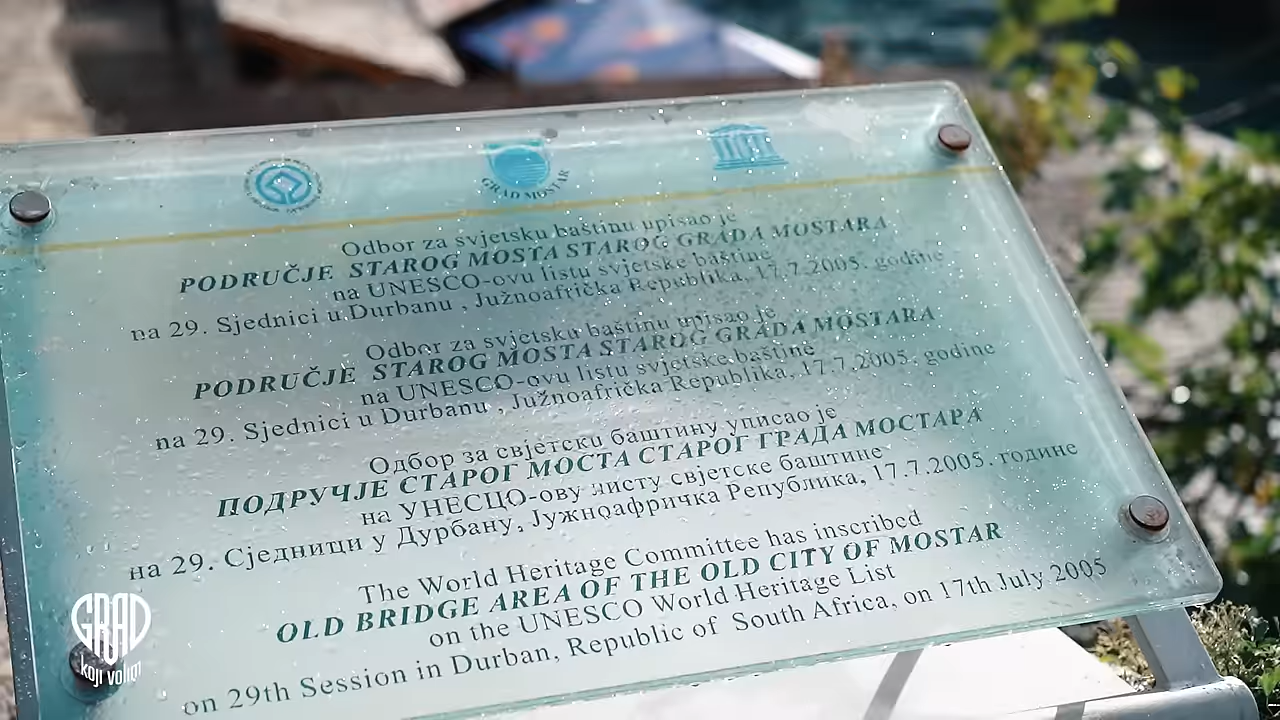 GRAD MOSTAR
Odbor za svjetsku baštinu upisao je
PODRUČJE STAROG MOSTA STAROG GRADA MOSTARA
na UNESCO-ovu listu svjetske baštine
na 29. Sjednici u Durbanu , Južnoafrička Republika, 17.7.2005. godine
Odbor za svjetsku baštinu upisao je
PODRUČJE STAROG MOSTA STAROG GRADA MOSTARA
na UNESCO-ovu listu svjetske baštine
na 29. Sjednici u Durbanu , Južnoafrička Republika, 17.7.2005. godine
Одбор за свјетску баштину уписао је
ПОДРУЧЈЕ СТАРОГ МОСТА СТАРОГ ГРАДА МОСТАРА
на УНЕСЦО-ову листу свјетске баштине
на 29. Сједници у Дурбану, Јужноафричка Република, 17.7.2005. године
The World Heritage Committee has inscribed
OLD BRIDGE AREA OF THE OLD CITY OF MOSTAR
on the UNESCO World Heritage List
on 29th Session in Durban, Republic of South Africa, on 17th July 2005
GRAD
koji volim